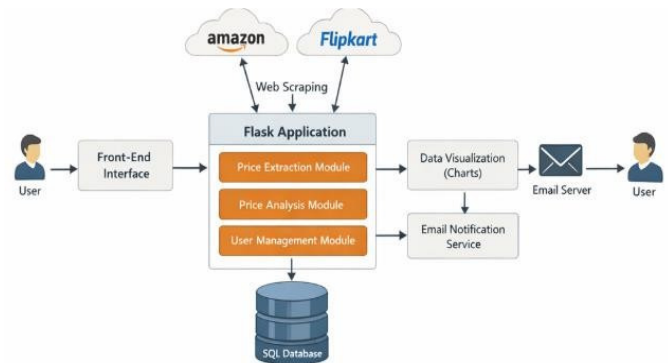 amazon
Flipkart
Web Scraping
Flask Application
Price Extraction Module
Price Analysis Module
User Management Module
User
Front-End
Interface
Data Visualization
(Charts)
Email Server
User
Email Notification
Service
SQL Database